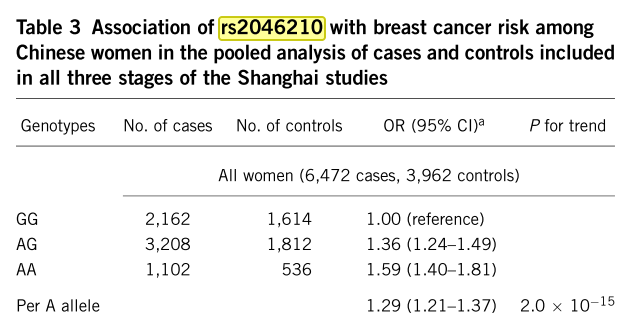 Table 3 Association of rs2046210 with breast cancer risk among
Chinese women in the pooled analysis of cases and controls included
in all three stages of the Shanghai studies
Genotypes No. of cases No. of controls OR (95% CI)a P for trend
All women (6,472 cases, 3,962 controls)
GG 2,162 1,614 1.00 (reference)
AG 3,208 1,812 1.36 (1.24–1.49)
AA 1,102 536 1.59 (1.40–1.81)
Per A allele 1.29 (1.21–1.37) 2.0 × 10−15